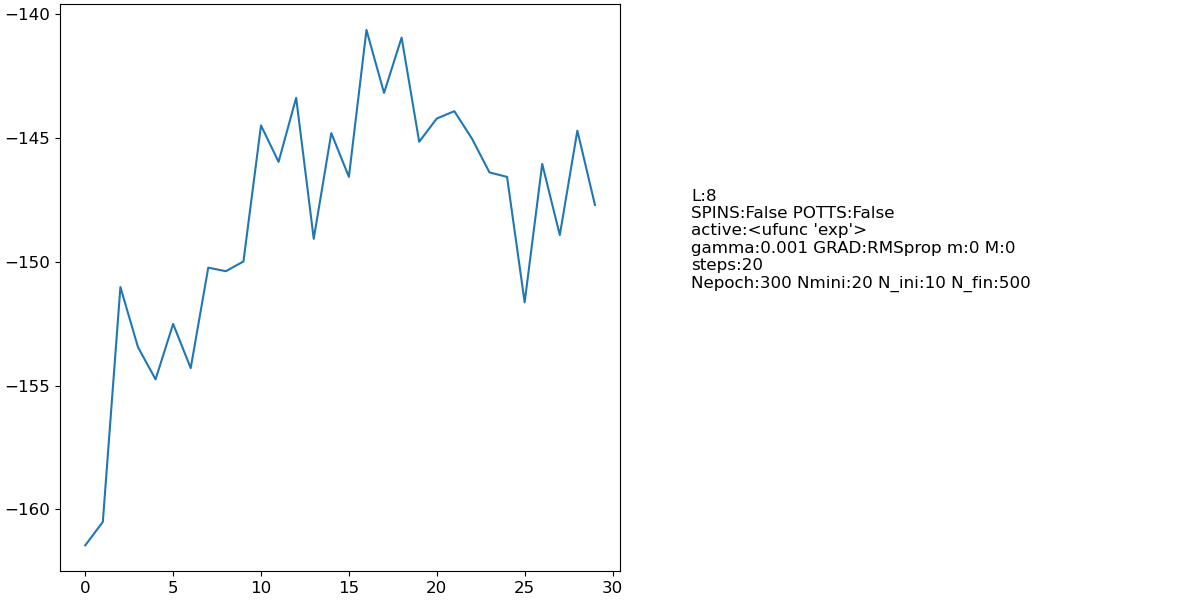 −140
−145
−150
−155
−160
0 5 10 15 20 25 30
L:8
SPINS:False POTTS:False
active:<ufunc 'exp'>
gamma:0.001 GRAD:RMSprop m:0 M:0
steps:20
Nepoch:300 Nmini:20 N_ini:10 N_fin:500